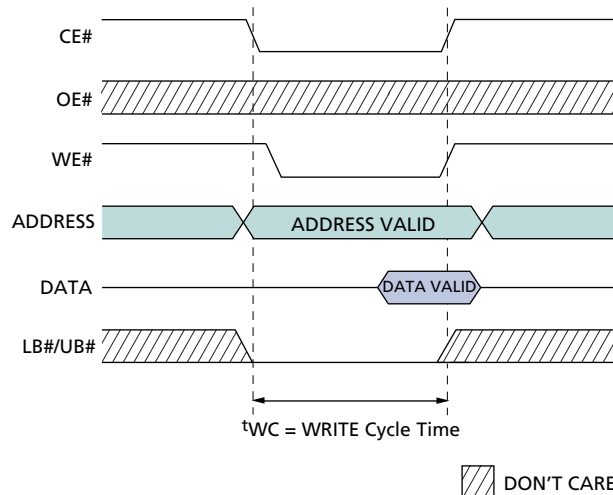 CE#
OE#
WE#
ADDRESS
ADDRESS VALID
DATA
DATA VALID
LB#/UB#
tWC = WRITE Cycle Time
DON'T CARE